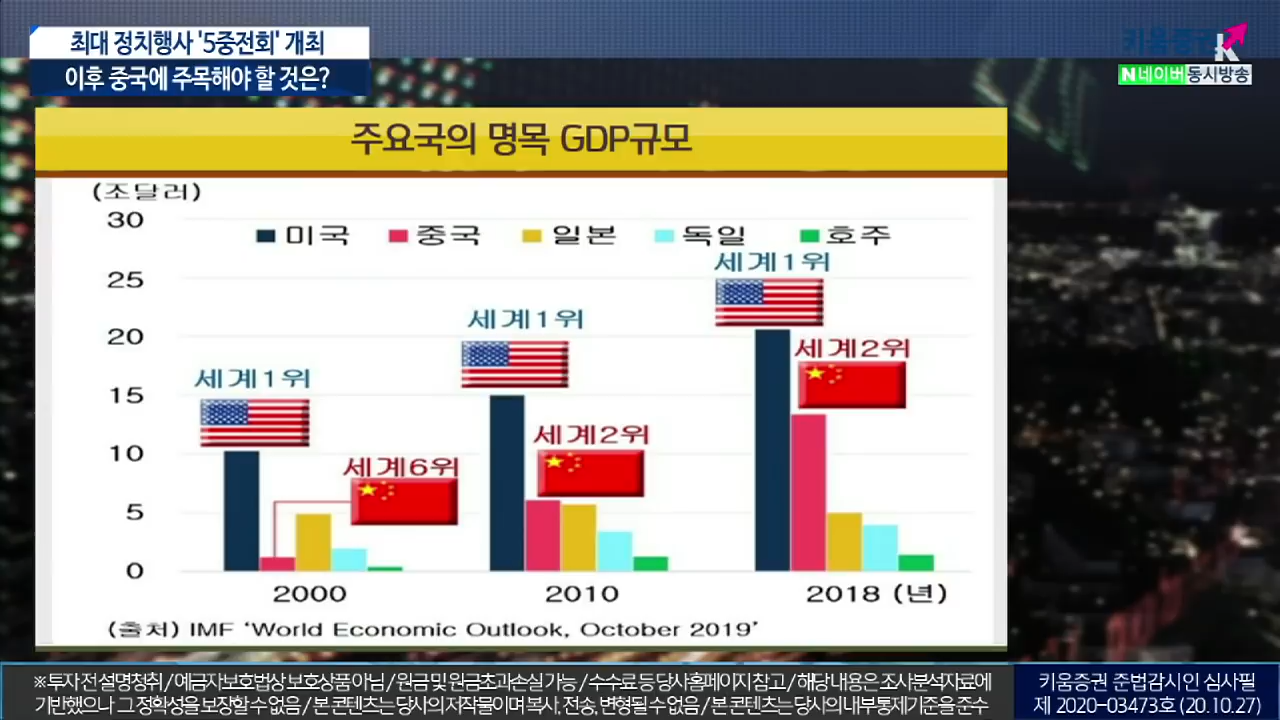 최대 정치행사 '5중전회' 개최
이후 중국에 주목해야 할 것은?
키움증권
N네이버동시방송
주요국의 명목 GDP규모
(조달러)
30
25
20
15
10
5
0
미국 중국 일본 독일 호주
세계1위
세계6위
세계1위
세계2위
세계1위
세계2위
2000 2010 2018 (년)
(출처) IMF ‘World Economic Outlook, October 2019’
※투자 전 설명청취 / 예금자보호법상 보호상품 아님 / 원금 및 원금초과손실 가능 / 수수료 등 당사홈페이지 참고 / 해당 내용은 조사분석자료에
기반했으나 그 정확성을 보장할 수 없음 / 본 콘텐츠는 당사의 저작물이며 복사, 전송, 변형될 수 없음 / 본 콘텐츠는 당사의 내부통제기준을 준수
키움증권 준법감시인 심사필
제 2020-03473호 (20.10.27)